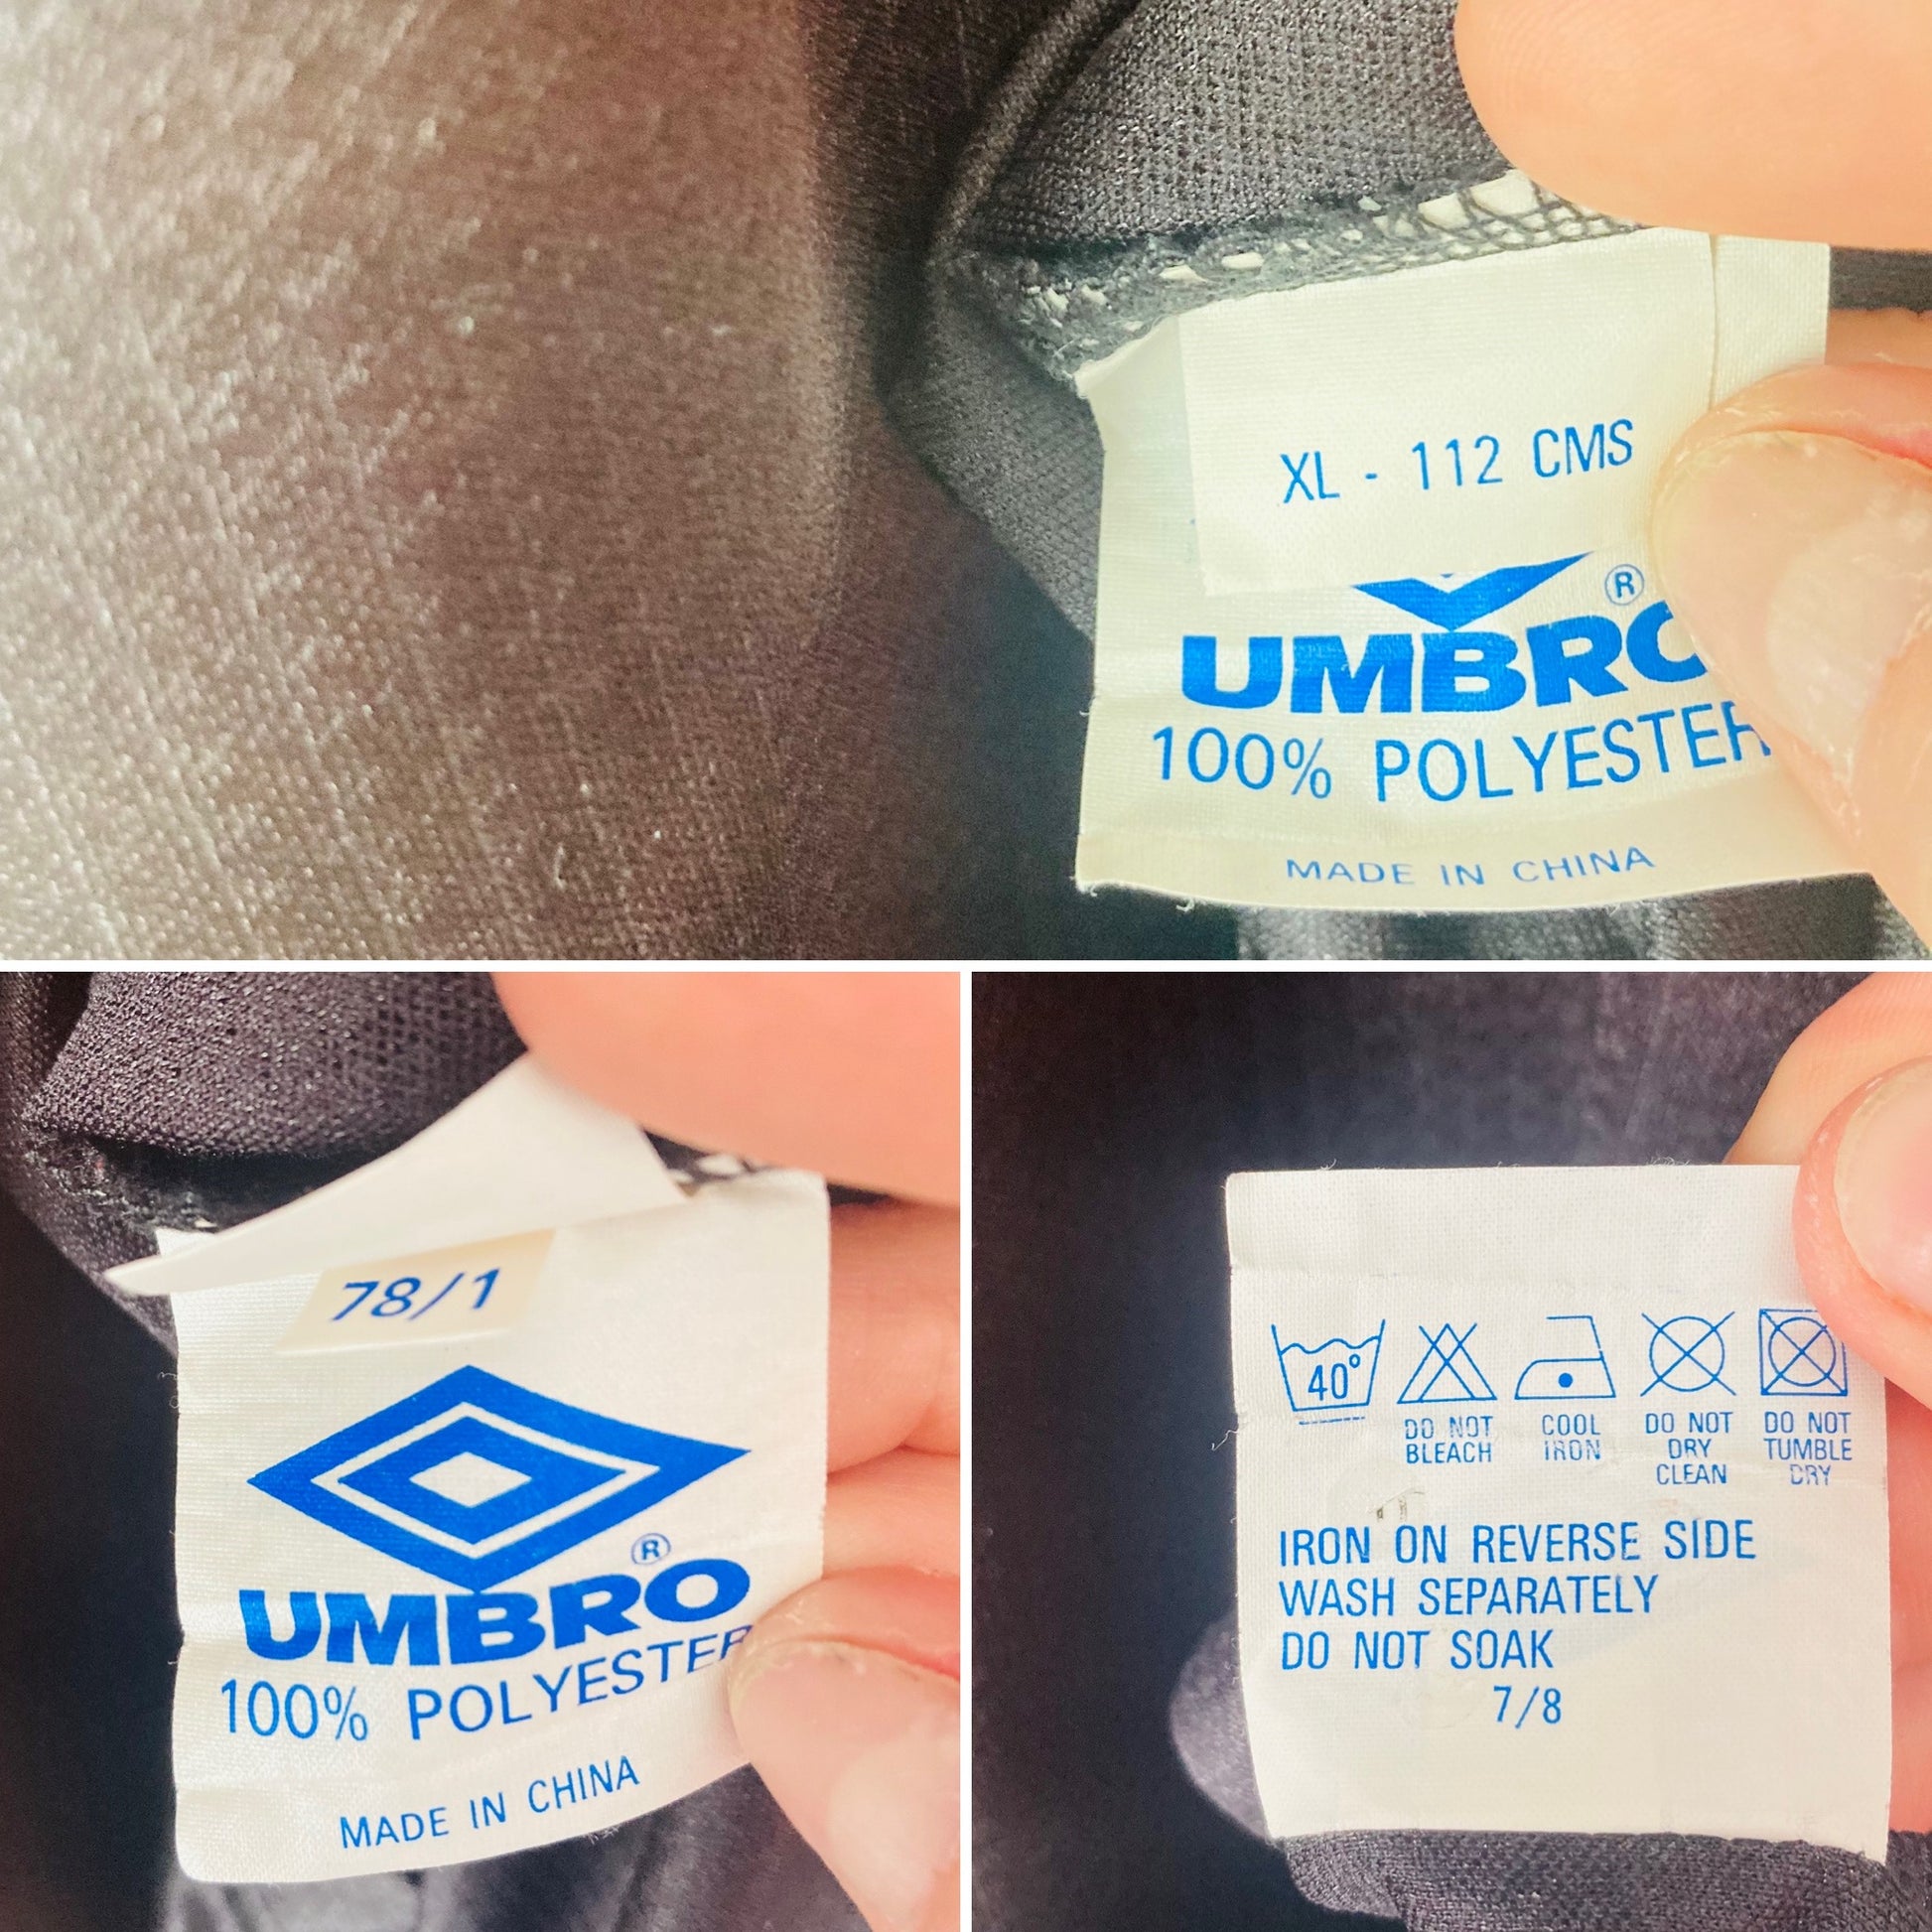 XL - 112 CMS
®
UMBRO
100% POLYESTER
MADE IN CHINA
78/1
®
UMBRO
100% POLYESTER
MADE IN CHINA
40°
DO NOT BLEACH
COOL IRON
DO NOT DRY CLEAN
DO NOT TUMBLE DRY
IRON ON REVERSE SIDE
WASH SEPARATELY
DO NOT SOAK
7/8